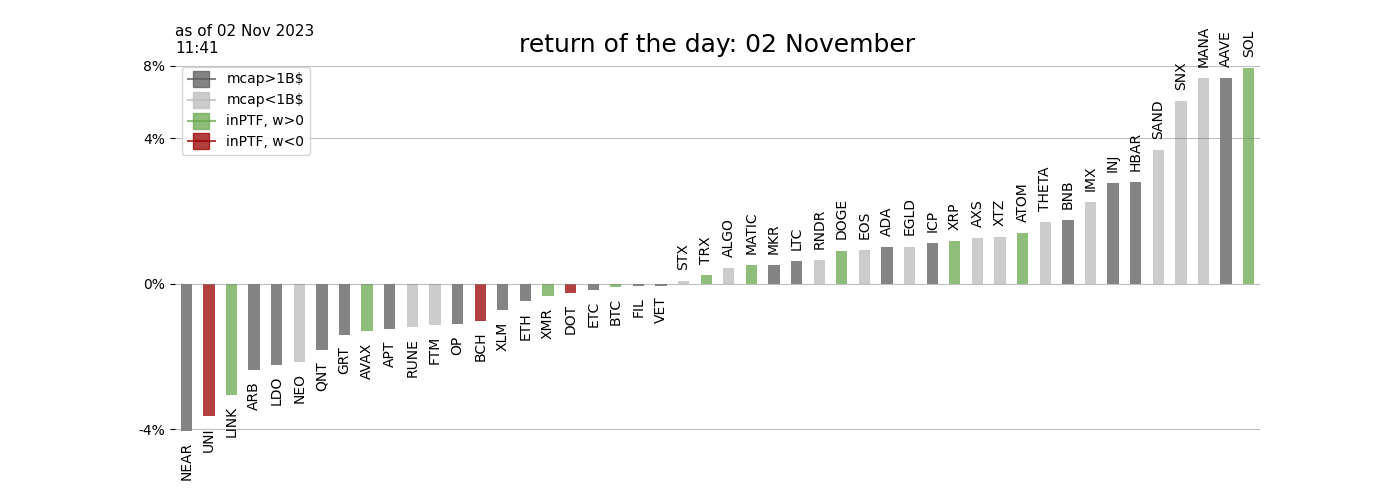 as of 02 Nov 2023
11:41
return of the day: 02 November
8%
4%
0%
-4%
mcap>1B$
mcap<1B$
inPTF, w>0
inPTF, w<0
NEAR
UNI
LINK
ARB
LDO
NEO
QNT
GRT
AVAX
APT
RUNE
FTM
OP
BCH
XLM
ETH
XMR
DOT
ETC
BTC
FIL
VET
STX
TRX
ALGO
MATIC
MKR
LTC
RNDR
DOGE
EOS
ADA
EGLD
ICP
XRP
AXS
XTZ
ATOM
THETA
BNB
IMX
INJ
HBAR
SAND
SNX
MANA
AAVE
SOL